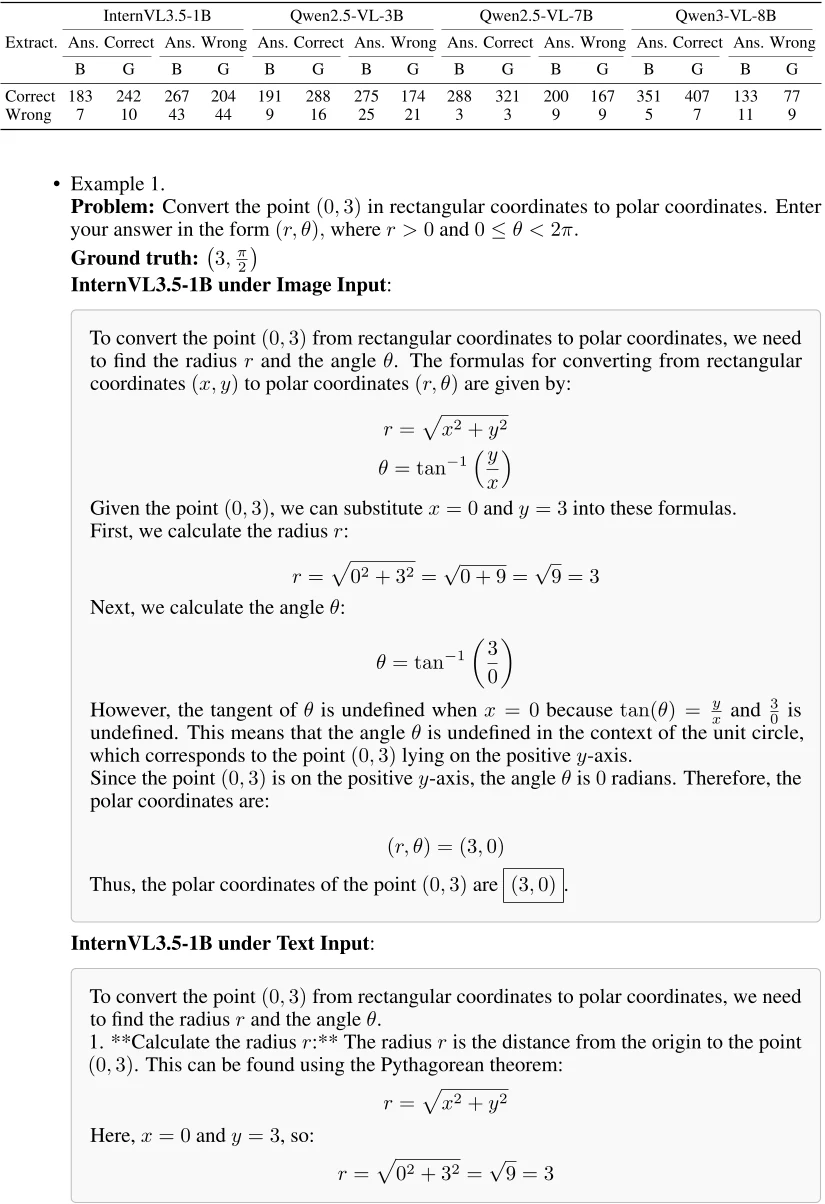 InternVL3.5-1B Qwen2.5-VL-3B Qwen2.5-VL-7B Qwen3-VL-8B
Extract. Ans. Correct Ans. Wrong Ans. Correct Ans. Wrong Ans. Correct Ans. Wrong Ans. Correct Ans. Wrong
B G B G B G B G B G B G B G B G
Correct 183 242 267 204 191 288 275 174 288 321 200 167 351 407 133 77
Wrong 7 10 43 44 9 16 25 21 3 3 9 9 5 7 11 9
• Example 1.
Problem: Convert the point (0, 3) in rectangular coordinates to polar coordinates. Enter
your answer in the form (r, θ), where r > 0 and 0 ≤ θ < 2π.
Ground truth: (3, π/2)
InternVL3.5-1B under Image Input:
To convert the point (0, 3) from rectangular coordinates to polar coordinates, we need
to find the radius r and the angle θ. The formulas for converting from rectangular
coordinates (x, y) to polar coordinates (r, θ) are given by:
r = √(x² + y²)
θ = tan⁻¹ (y/x)
Given the point (0, 3), we can substitute x = 0 and y = 3 into these formulas.
First, we calculate the radius r:
r = √(0² + 3²) = √(0 + 9) = √9 = 3
Next, we calculate the angle θ:
θ = tan⁻¹ (3/0)
However, the tangent of θ is undefined when x = 0 because tan(θ) = y/x and 3/0 is
undefined. This means that the angle θ is undefined in the context of the unit circle,
which corresponds to the point (0, 3) lying on the positive y-axis.
Since the point (0, 3) is on the positive y-axis, the angle θ is 0 radians. Therefore, the
polar coordinates are:
(r, θ) = (3, 0)
Thus, the polar coordinates of the point (0, 3) are (3, 0).
InternVL3.5-1B under Text Input:
To convert the point (0, 3) from rectangular coordinates to polar coordinates, we need
to find the radius r and the angle θ.
1. **Calculate the radius r:** The radius r is the distance from the origin to the point
(0, 3). This can be found using the Pythagorean theorem:
r = √(x² + y²)
Here, x = 0 and y = 3, so:
r = √(0² + 3²) = √9 = 3